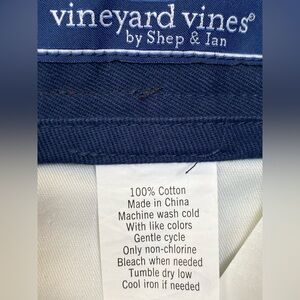 vineyard vines®
by Shep & Ian
100% Cotton
Made in China
Machine wash cold
With like colors
Gentle cycle
Only non-chlorine
Bleach when needed
Tumble dry low
Cool iron if needed